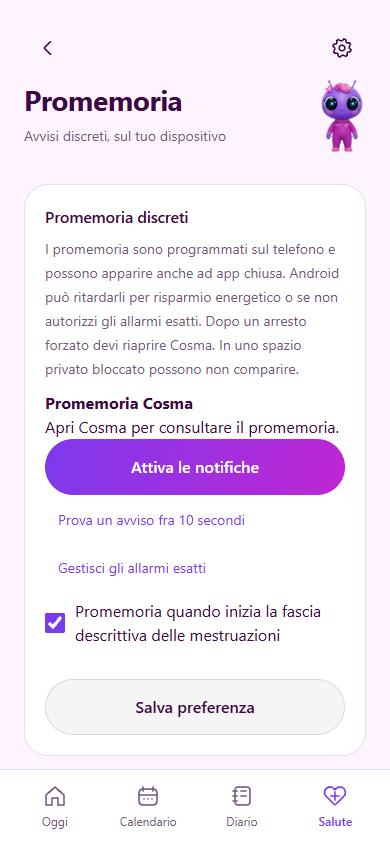 Promemoria
Avvisi discreti, sul tuo dispositivo
Promemoria discreti
I promemoria sono programmati sul telefono e
possono apparire anche ad app chiusa. Android
può ritardarli per risparmio energetico o se non
autorizzi gli allarmi esatti. Dopo un arresto
forzato devi riaprire Cosma. In uno spazio
privato bloccato possono non comparire.
Promemoria Cosma
Apri Cosma per consultare il promemoria.
Attiva le notifiche
Prova un avviso fra 10 secondi
Gestisci gli allarmi esatti
Promemoria quando inizia la fascia
descrittiva delle mestruazioni
Salva preferenza
Oggi
Calendario
Diario
Salute